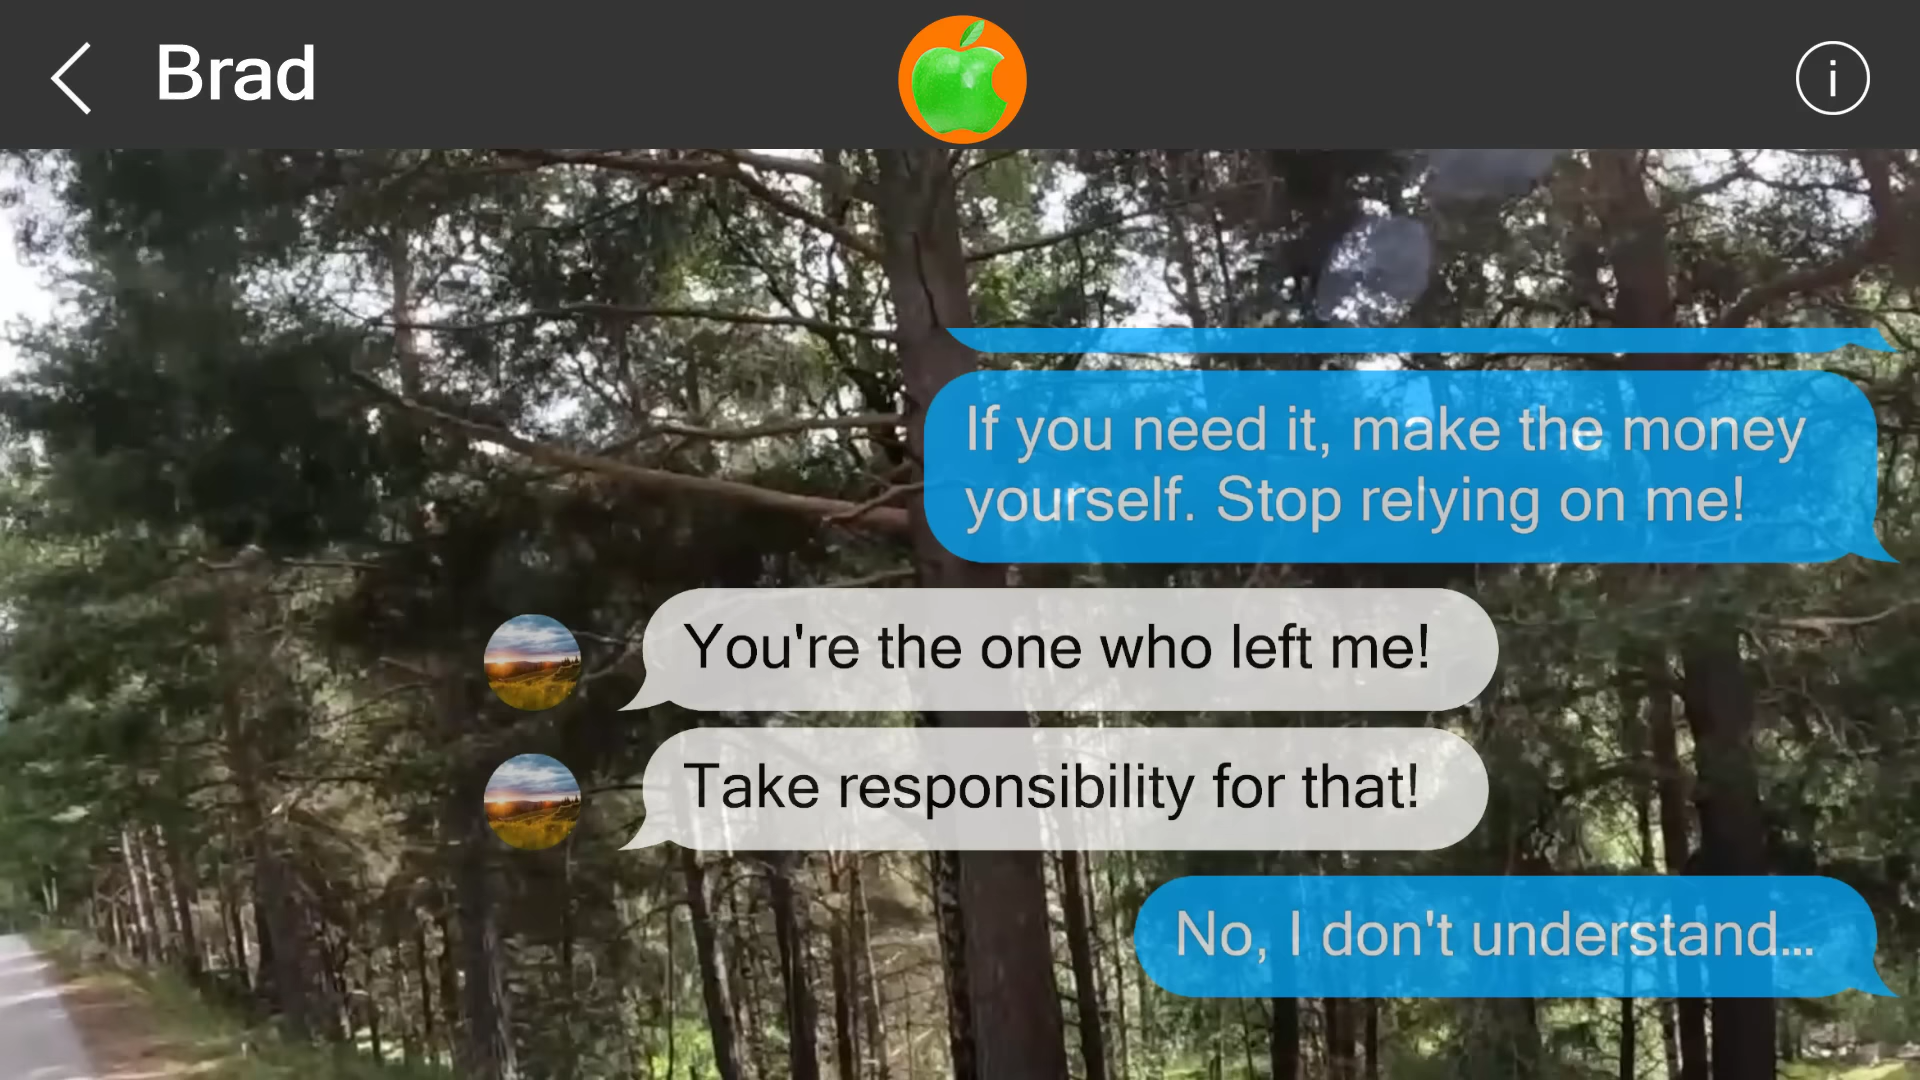 Brad
If you need it, make the money
yourself. Stop relying on me!
You're the one who left me!
Take responsibility for that!
No, I don't understand...